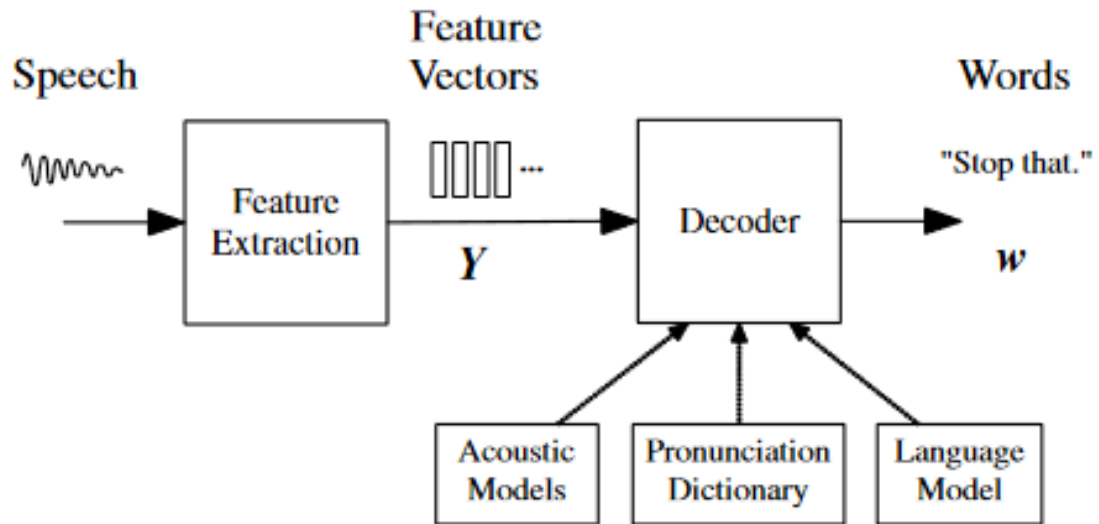 Speech
Feature
Vectors
Words
Feature
Extraction
...
Y
Decoder
"Stop that."
w
Acoustic
Models
Pronunciation
Dictionary
Language
Model